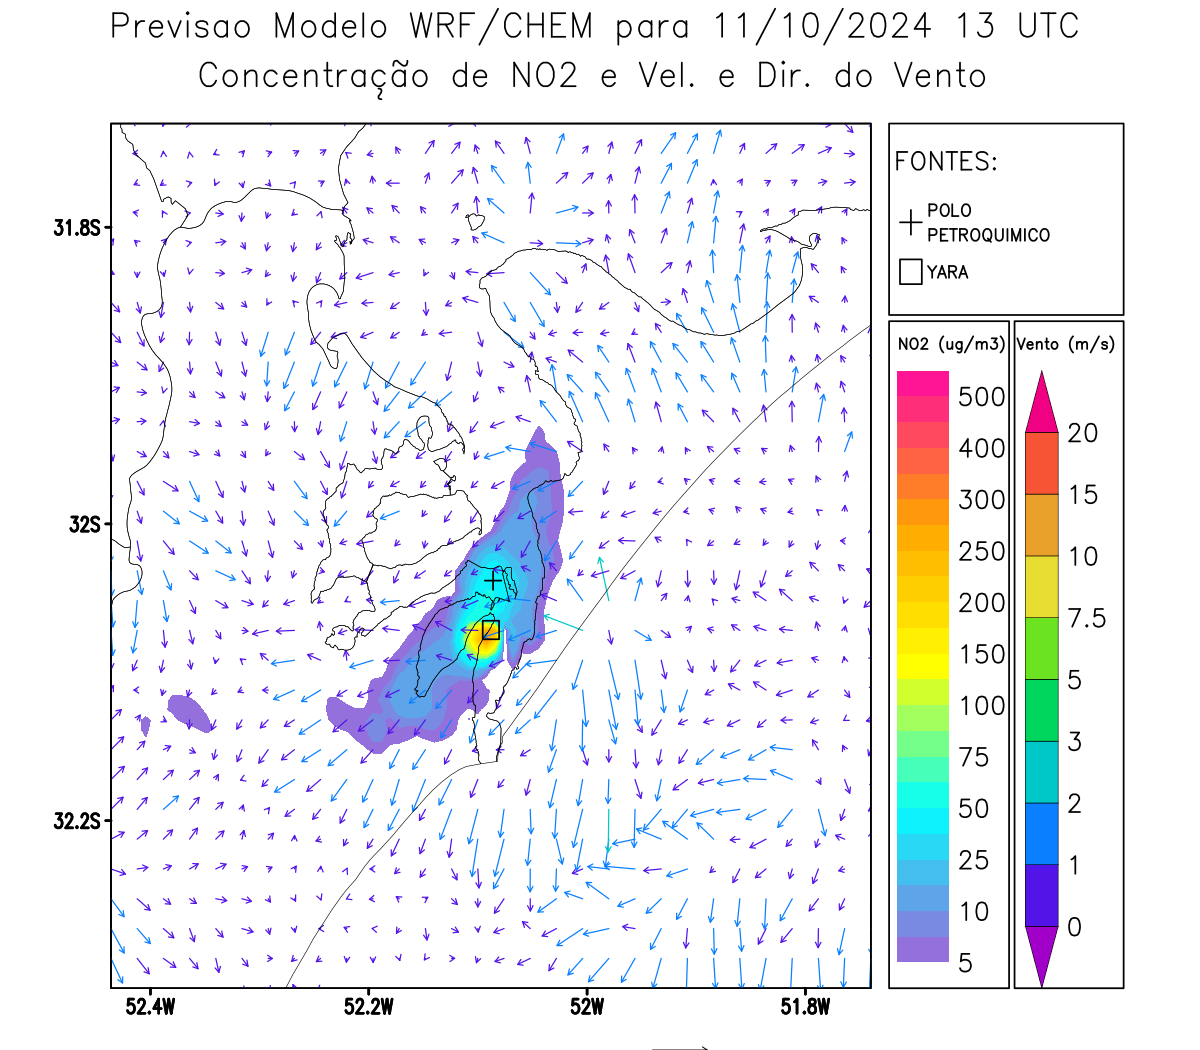 Previsao Modelo WRF/CHEM para 11/10/2024 13 UTC
Concentração de NO2 e Vel. e Dir. do Vento
FONTES:
POLO
PETROQUIMICO
YARA
31.8S
32S
32.2S
52.4W
52.2W
52W
51.8W
NO2 (ug/m3)
500
400
300
250
200
150
100
75
50
25
10
5
Vento (m/s)
20
15
10
7.5
5
3
2
1
0